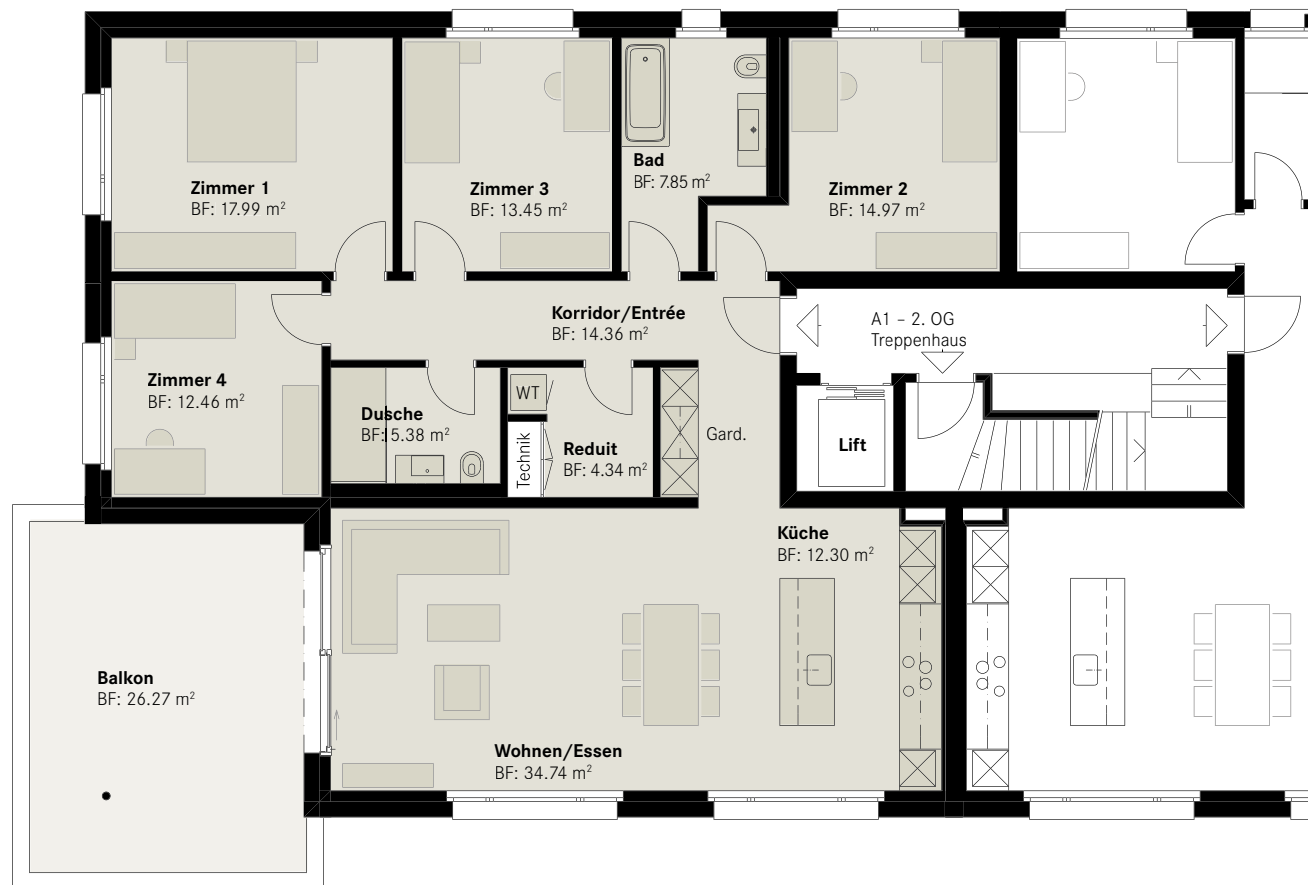 Zimmer 1
BF: 17.99 m²
Zimmer 3
BF: 13.45 m²
Bad
BF: 7.85 m²
Zimmer 2
BF: 14.97 m²
Korridor/Entrée
BF: 14.36 m²
A1 – 2. OG
Treppenhaus
Zimmer 4
BF: 12.46 m²
Dusche
BF: 5.38 m²
WT
Technik
Reduit
BF: 4.34 m²
Gard.
Lift
Küche
BF: 12.30 m²
Balkon
BF: 26.27 m²
Wohnen/Essen
BF: 34.74 m²